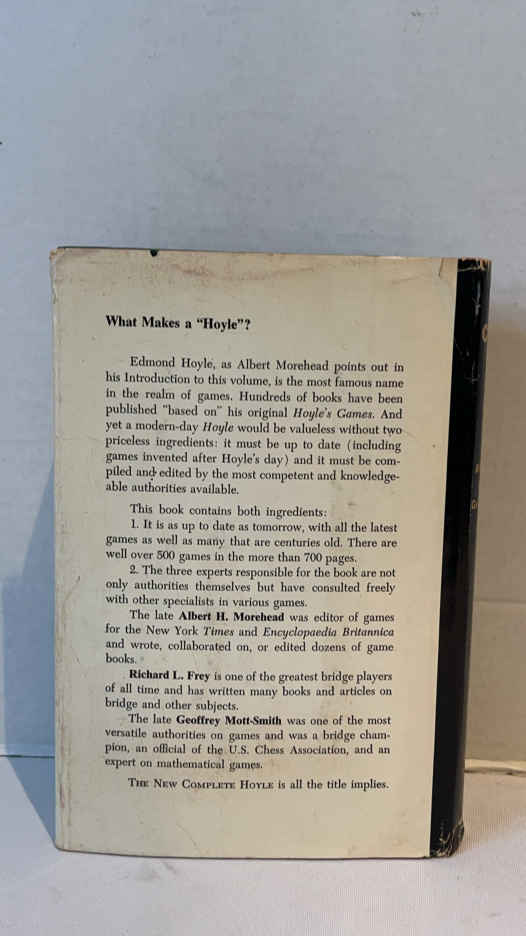 What Makes a "Hoyle"?
Edmond Hoyle, as Albert Morehead points out in
his Introduction to this volume, is the most famous name
in the realm of games. Hundreds of books have been
published "based on" his original Hoyle's Games. And
yet a modern-day Hoyle would be valueless without two
priceless ingredients: it must be up to date (including
games invented after Hoyle's day) and it must be com-
piled and edited by the most competent and knowledge-
able authorities available.
This book contains both ingredients:
1. It is as up to date as tomorrow, with all the latest
games as well as many that are centuries old. There are
well over 500 games in the more than 700 pages.
2. The three experts responsible for the book are not
only authorities themselves but have consulted freely
with other specialists in various games.
The late Albert H. Morehead was editor of games
for the New York Times and Encyclopaedia Britannica
and wrote, collaborated on, or edited dozens of game
books.
Richard L. Frey is one of the greatest bridge players
of all time and has written many books and articles on
bridge and other subjects.
The late Geoffrey Mott-Smith was one of the most
versatile authorities on games and was a bridge cham-
pion, an official of the U.S. Chess Association, and an
expert on mathematical games.
THE NEW COMPLETE HOYLE is all the title implies.